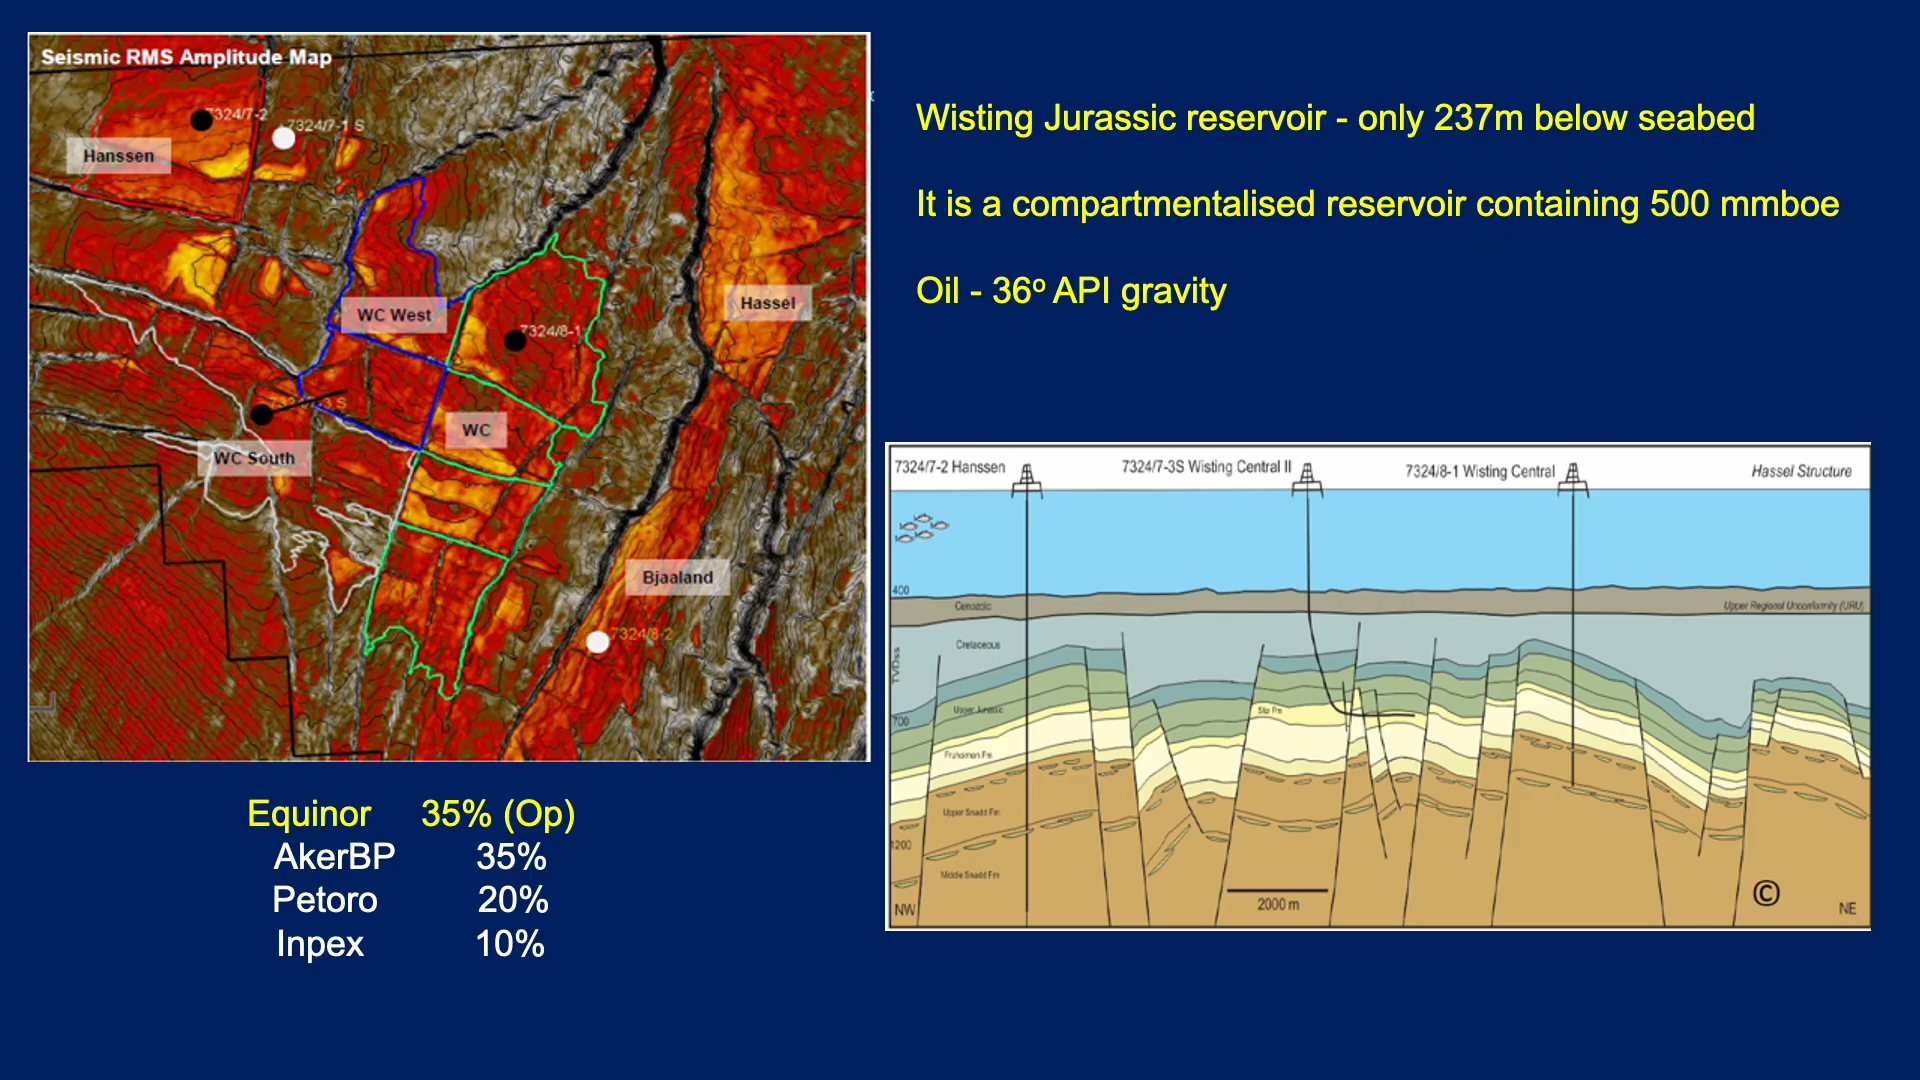 Seismic RMS Amplitude Map
7324/7-2
7324/7-1 S
Hanssen
WC West
7324/8-1
Hassel
WC
WC South
Bjaaland
7324/8-2
Wisting Jurassic reservoir - only 237m below seabed
It is a compartmentalised reservoir containing 500 mmboe
Oil - 36º API gravity
7324/7-2 Hanssen
7324/7-3S Wisting Central II
7324/8-1 Wisting Central
Hassel Structure
400
Cenozoic
Upper Regional Unconformity (URU)
Cretaceous
TVDss
Upper Jurassic
Stø Fm
700
Fruholmen Fm
Upper Snadd Fm
1200
Middle Snadd Fm
2000 m
©
NW
NE
Equinor 35% (Op)
AkerBP 35%
Petoro 20%
Inpex 10%